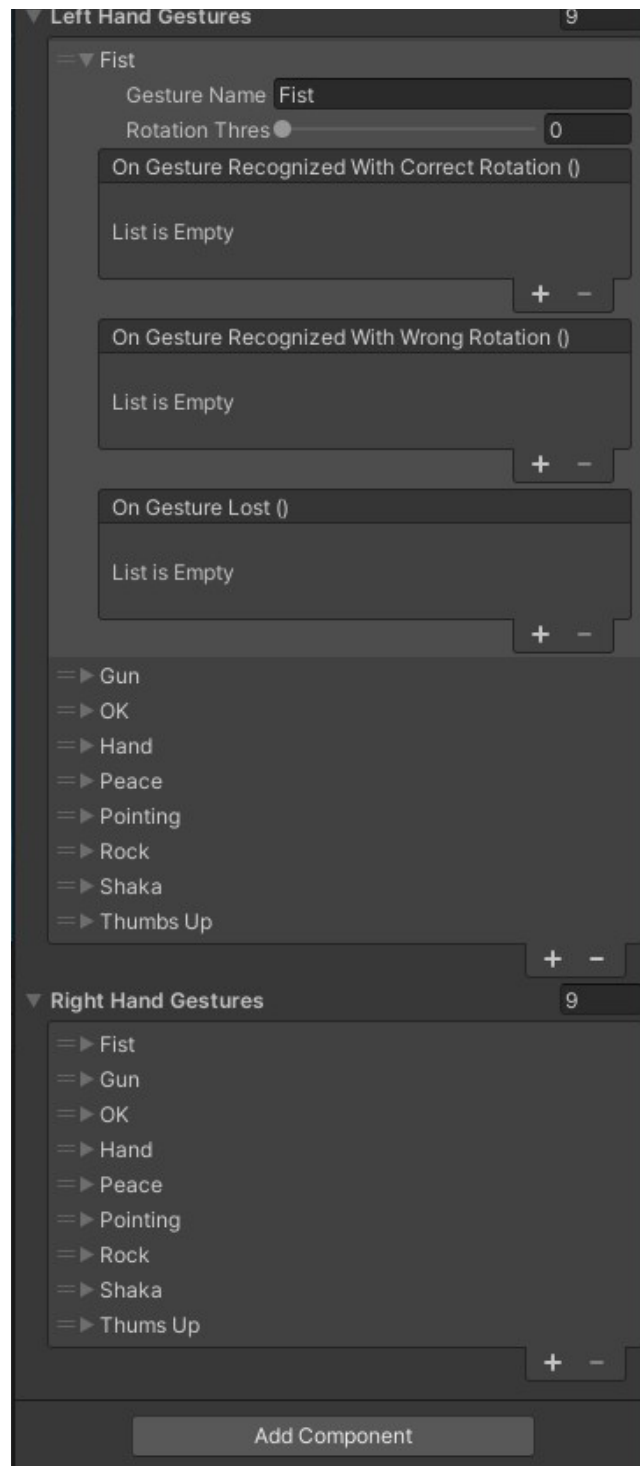 Left Hand Gestures 9
Fist
Gesture Name Fist
Rotation Thres 0
On Gesture Recognized With Correct Rotation ()
List is Empty
+ −
On Gesture Recognized With Wrong Rotation ()
List is Empty
+ −
On Gesture Lost ()
List is Empty
+ −
Gun
OK
Hand
Peace
Pointing
Rock
Shaka
Thumbs Up
+ −
Right Hand Gestures 9
Fist
Gun
OK
Hand
Peace
Pointing
Rock
Shaka
Thums Up
+ −
Add Component